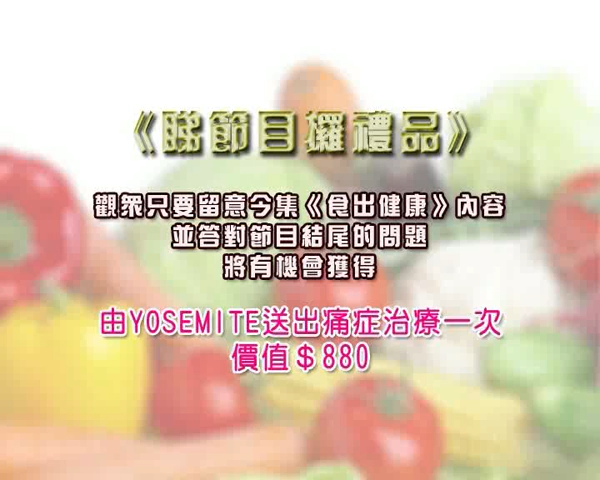 《睇節目攞禮品》
觀眾只要留意今集《食出健康》內容
並答對節目結尾的問題
將有機會獲得
由YOSEMITE送出痛症治療一次
價值＄880